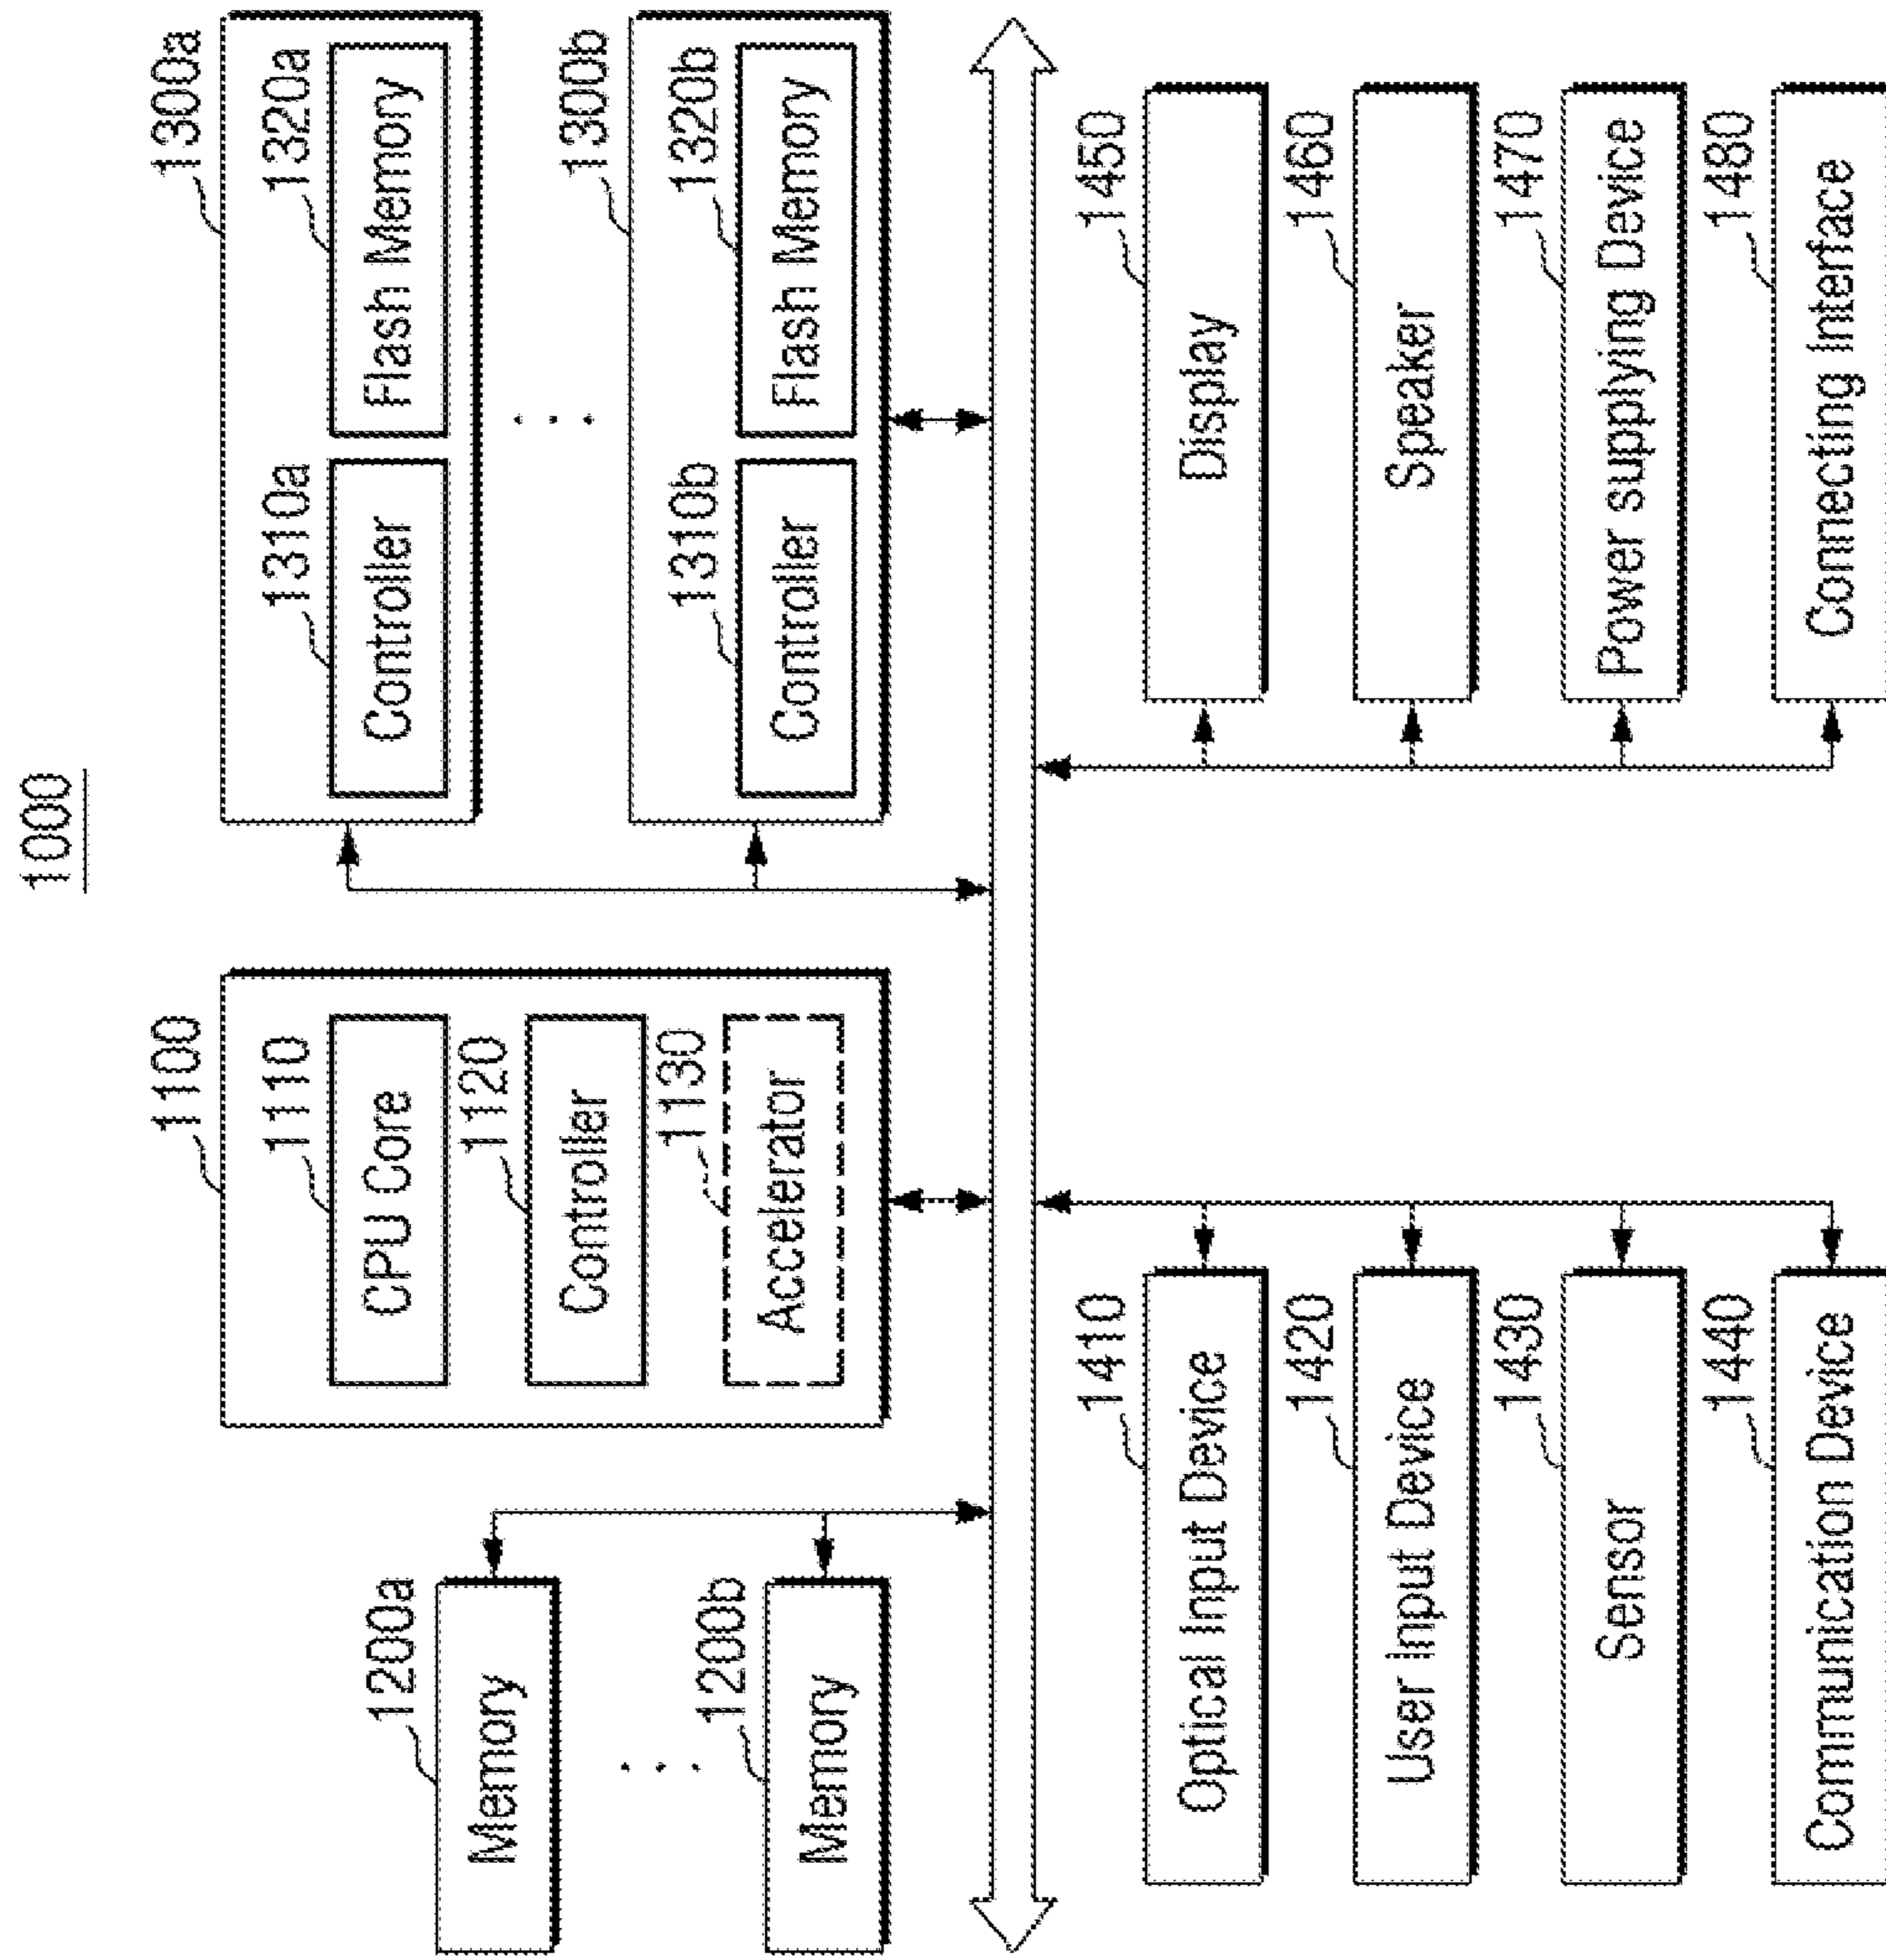 1000
1100
1110
CPU Core
1120
Controller
1130
Accelerator
1200a
Memory
1200b
Memory
1300a
1310a
Controller
1320a
Flash Memory
1300b
1310b
Controller
1320b
Flash Memory
1410
Optical Input Device
1420
User Input Device
1430
Sensor
1440
Communication Device
1450
Display
1460
Speaker
1470
Power supplying Device
1480
Connecting Interface